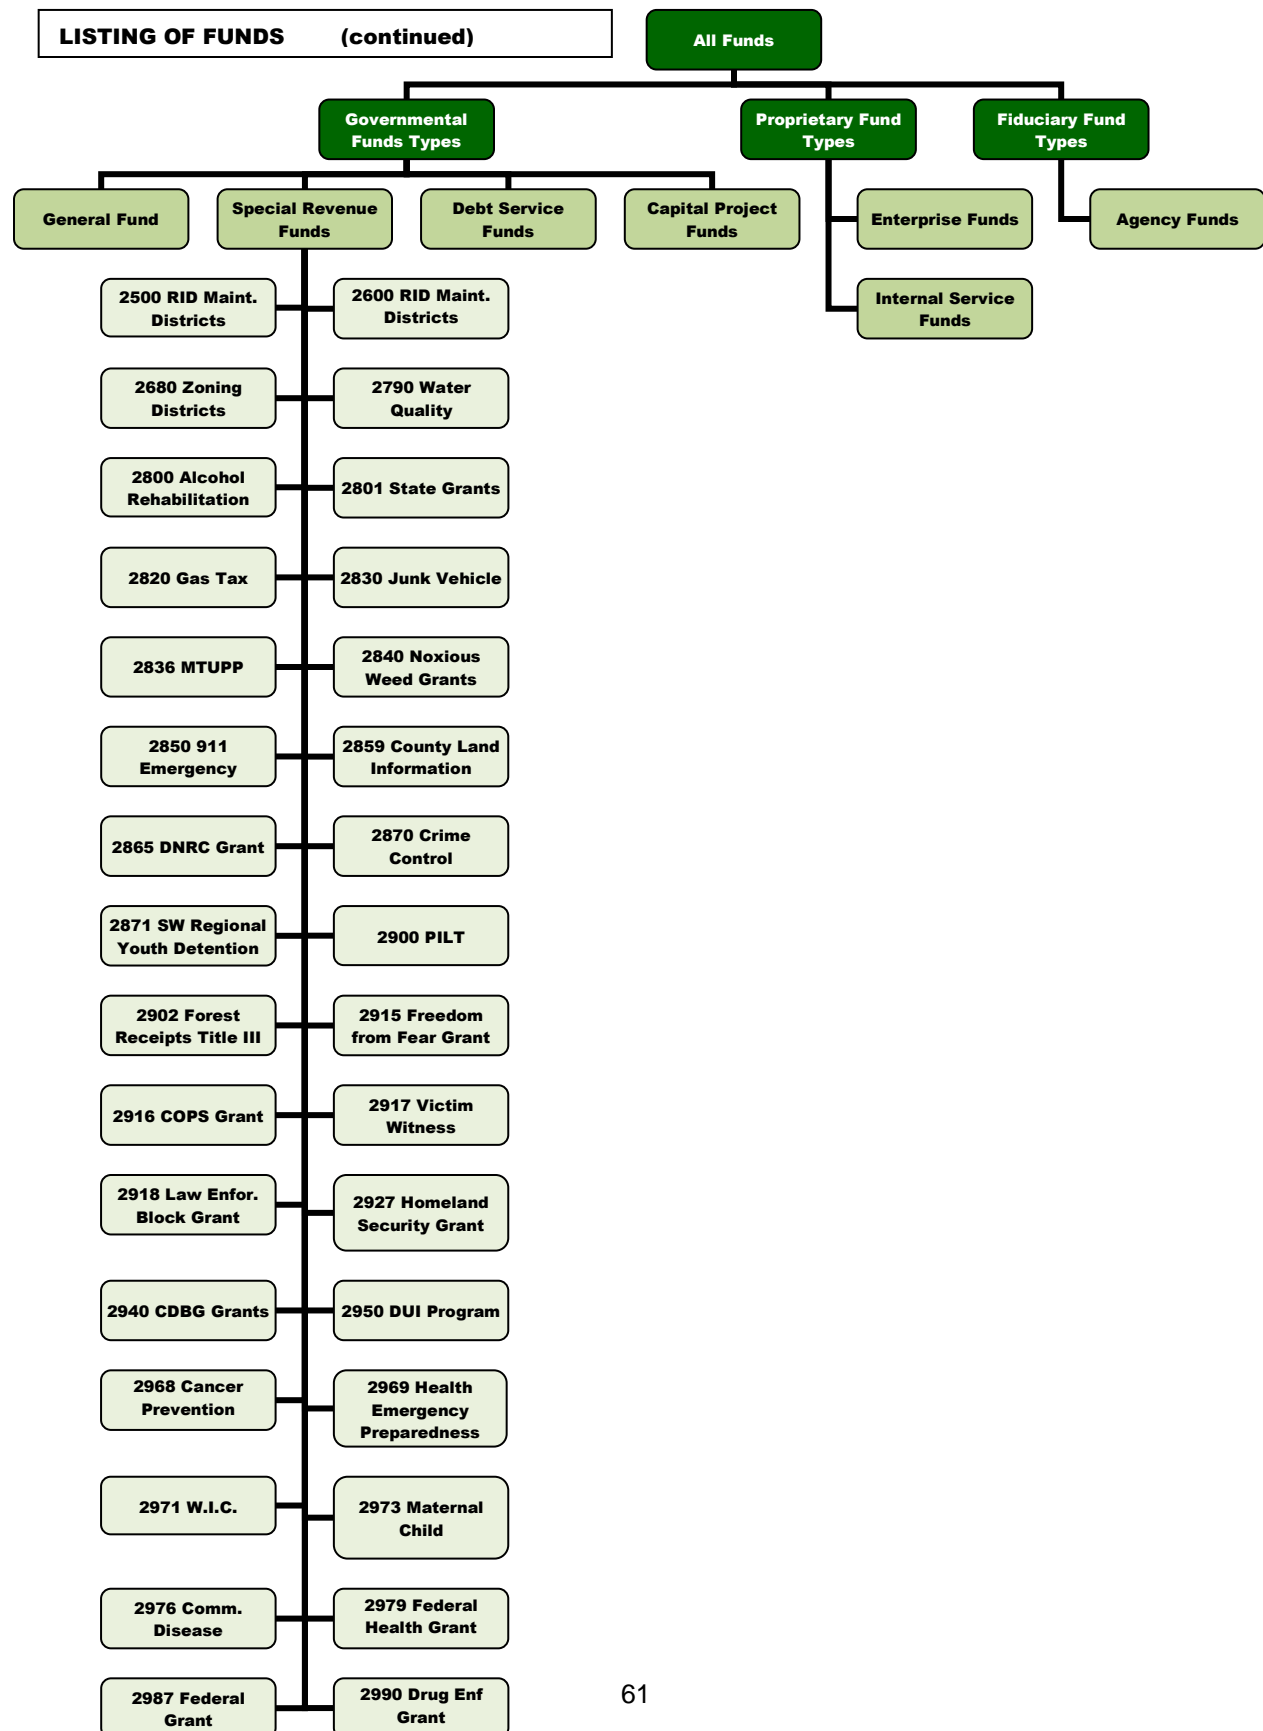 LISTING OF FUNDS (continued)
All Funds
Governmental
Funds Types
Proprietary Fund
Types
Fiduciary Fund
Types
General Fund
Special Revenue
Funds
Debt Service
Funds
Capital Project
Funds
Enterprise Funds
Agency Funds
Internal Service
Funds
2500 RID Maint.
Districts
2600 RID Maint.
Districts
2680 Zoning
Districts
2790 Water
Quality
2800 Alcohol
Rehabilitation
2801 State Grants
2820 Gas Tax
2830 Junk Vehicle
2836 MTUPP
2840 Noxious
Weed Grants
2850 911
Emergency
2859 County Land
Information
2865 DNRC Grant
2870 Crime
Control
2871 SW Regional
Youth Detention
2900 PILT
2902 Forest
Receipts Title III
2915 Freedom
from Fear Grant
2916 COPS Grant
2917 Victim
Witness
2918 Law Enfor.
Block Grant
2927 Homeland
Security Grant
2940 CDBG Grants
2950 DUI Program
2968 Cancer
Prevention
2969 Health
Emergency
Preparedness
2971 W.I.C.
2973 Maternal
Child
2976 Comm.
Disease
2979 Federal
Health Grant
2987 Federal
Grant
2990 Drug Enf
Grant
61